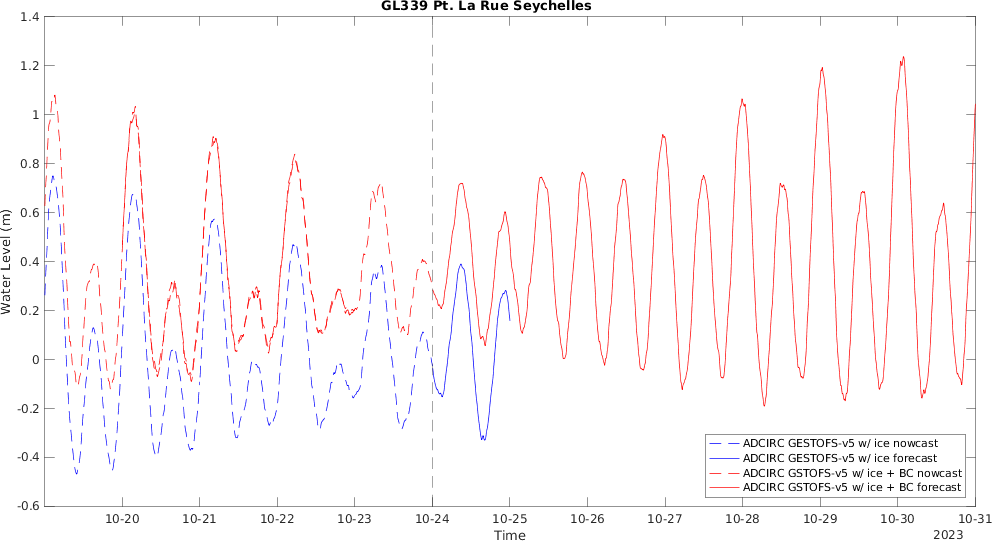 GL339 Pt. La Rue Seychelles
1.4
1.2
1
0.8
0.6
0.4
0.2
0
-0.2
-0.4
-0.6
Water Level (m)
ADCIRC GESTOFS-v5 w/ ice nowcast
ADCIRC GESTOFS-v5 w/ ice forecast
ADCIRC GSTOFS-v5 w/ ice + BC nowcast
ADCIRC GSTOFS-v5 w/ ice + BC forecast
10-20 10-21 10-22 10-23 10-24 10-25 10-26 10-27 10-28 10-29 10-30 10-31
Time
2023